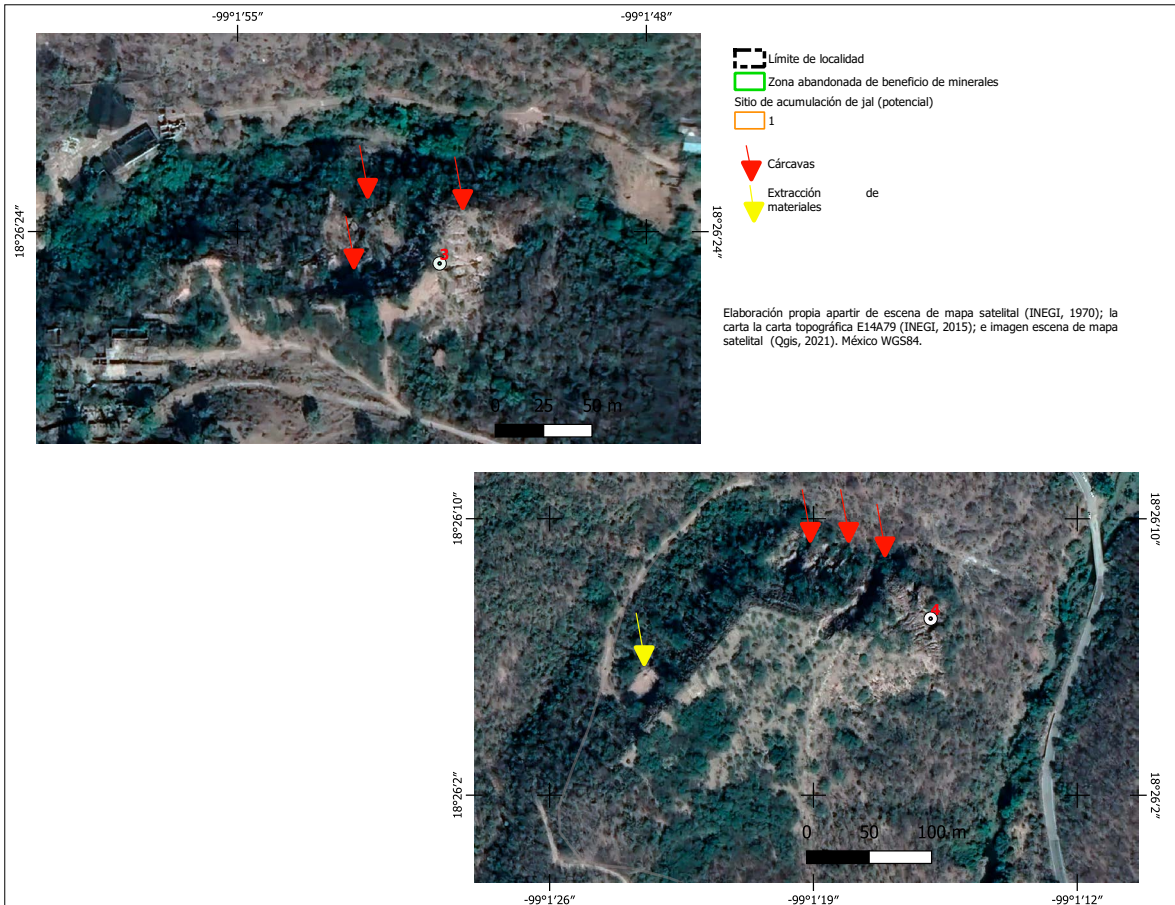 -99°1′55″ -99°1′48″
18°26′24″ 18°26′24″
3
0 25 50 m
Límite de localidad
Zona abandonada de beneficio de minerales
Sitio de acumulación de jal (potencial)
1
Cárcavas
Extracción de
materiales
Elaboración propia apartir de escena de mapa satelital (INEGI, 1970); la
carta la carta topográfica E14A79 (INEGI, 2015); e imagen escena de mapa
satelital (Qgis, 2021). México WGS84.
18°26′10″ 18°26′10″
4
18°26′2″ 18°26′2″
0 50 100 m
-99°1′26″ -99°1′19″ -99°1′12″